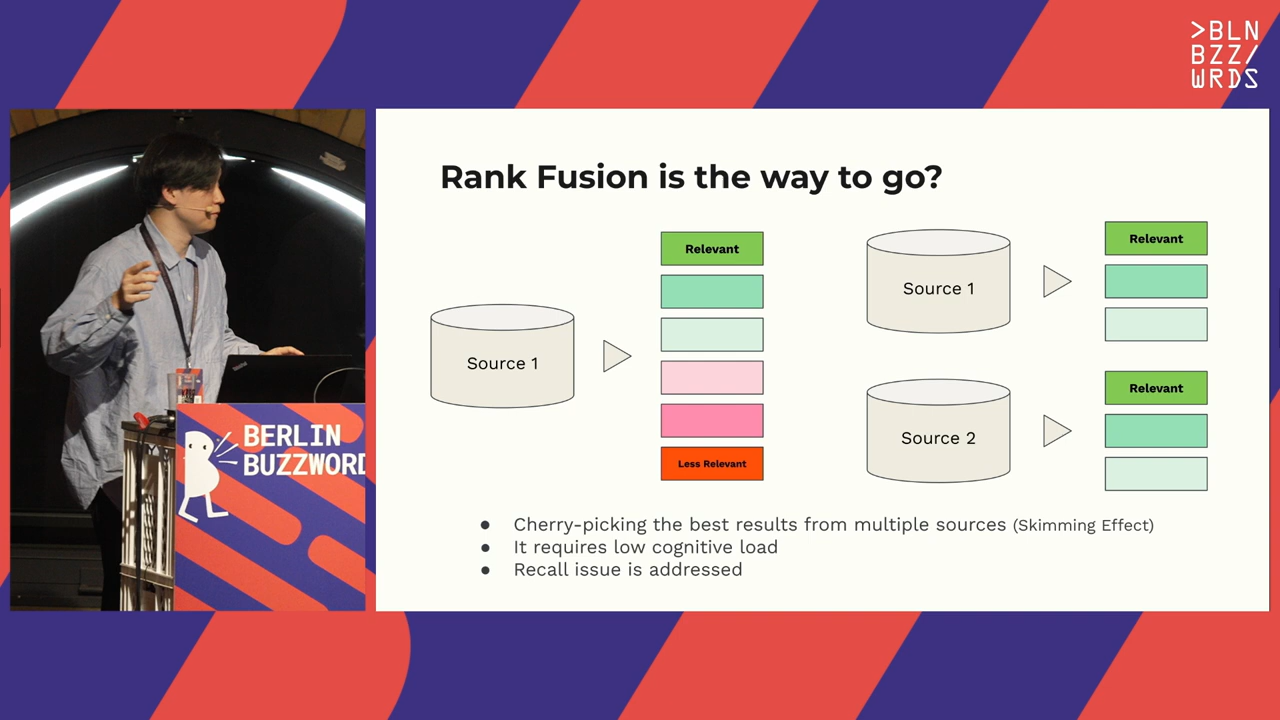 >BLN
BZZ/
WRDS
Rank Fusion is the way to go?
Source 1
Relevant
Less Relevant
Source 1
Relevant
Source 2
Relevant
● Cherry-picking the best results from multiple sources (Skimming Effect)
● It requires low cognitive load
● Recall issue is addressed
BERLIN
BUZZWORD